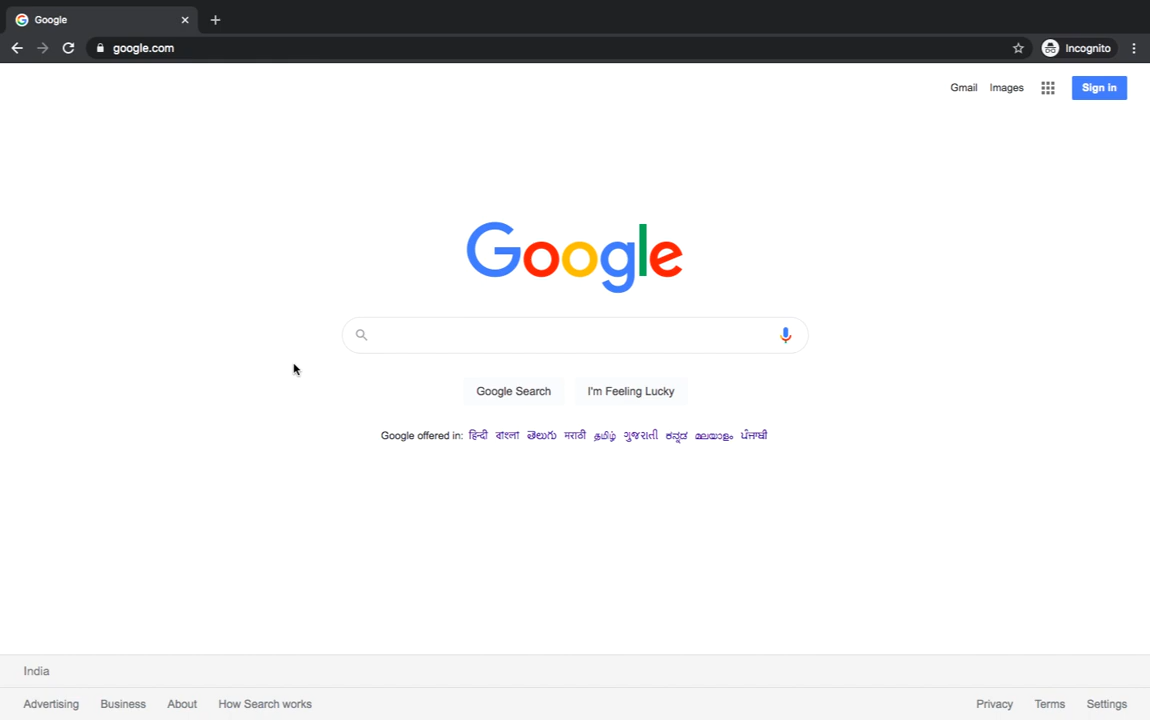 Google
google.com
Incognito
Gmail Images Sign in
Google
Google Search I'm Feeling Lucky
Google offered in: हिन्दी বাংলা తెలుగు मराठी தமிழ் ગુજરાતી ಕನ್ನಡ മലയാളം ਪੰਜਾਬੀ
India
Advertising Business About How Search works Privacy Terms Settings